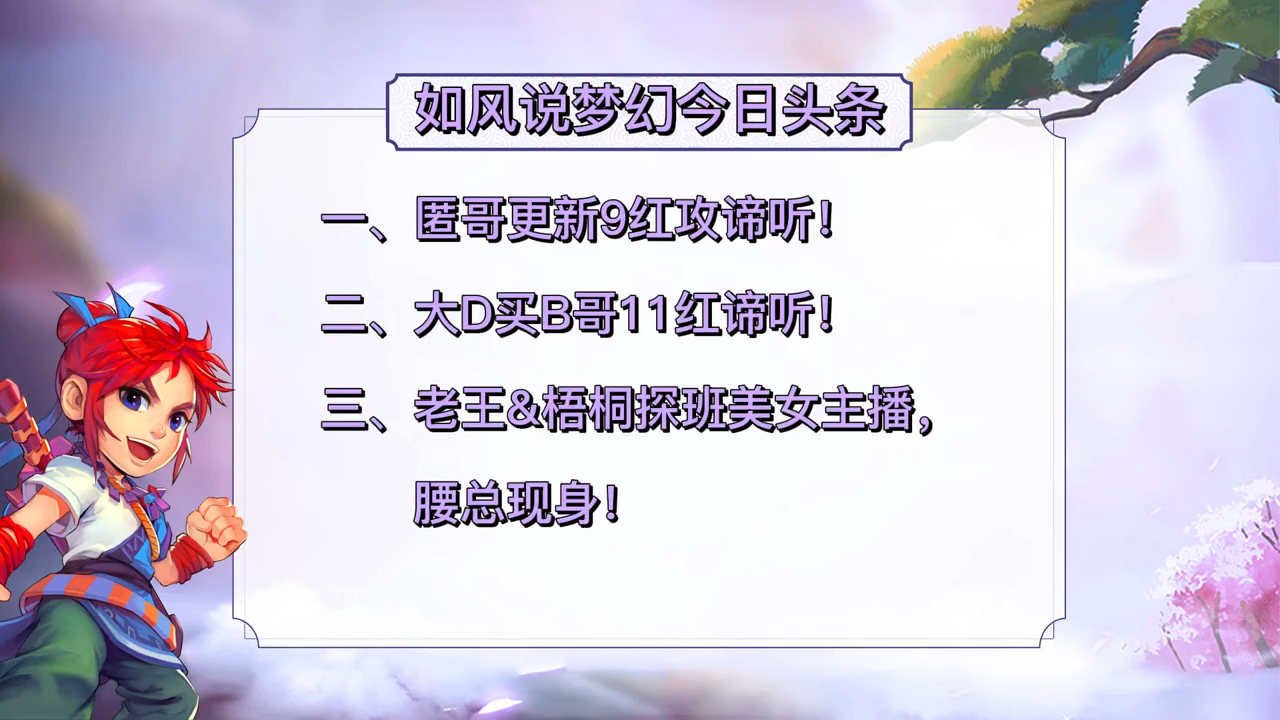 如风说梦幻今日头条
一、匿哥更新9红攻谛听！
二、大D买B哥11红谛听！
三、老王&梧桐探班美女主播，
腰总现身！